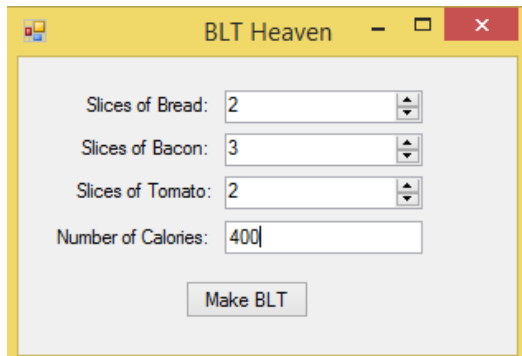 BLT Heaven
Slices of Bread: 2
Slices of Bacon: 3
Slices of Tomato: 2
Number of Calories: 400
Make BLT